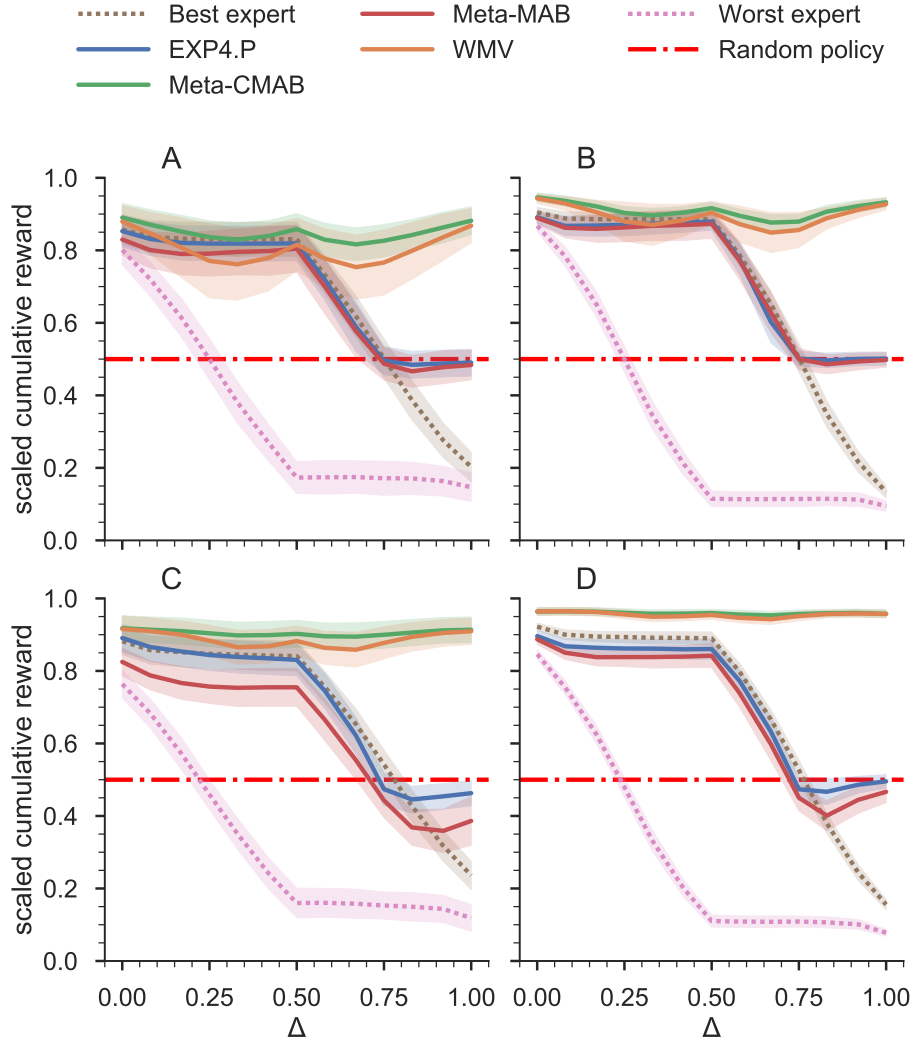 Best expert Meta-MAB Worst expert
EXP4.P WMV Random policy
Meta-CMAB
A B
1.0
0.8
0.6
0.4
0.2
0.0
scaled cumulative reward
C D
1.0
0.8
0.6
0.4
0.2
0.0
scaled cumulative reward
0.00 0.25 0.50 0.75 1.00 0.00 0.25 0.50 0.75 1.00
Δ Δ